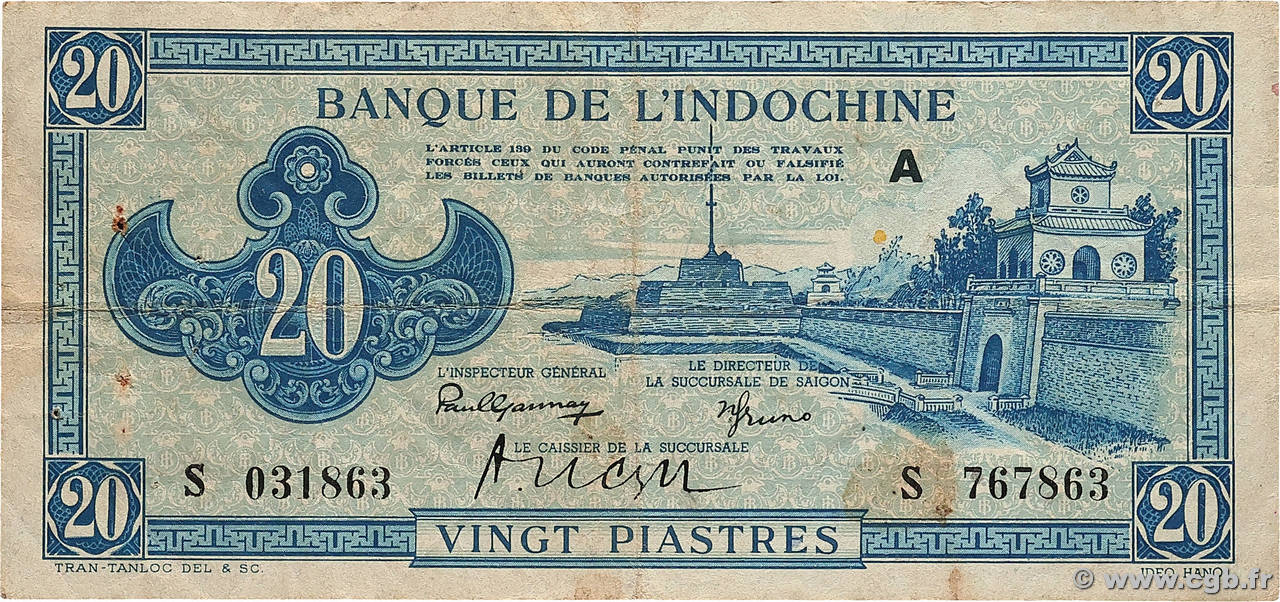 20
20
BANQUE DE L'INDOCHINE
L'ARTICLE 139 DU CODE PÉNAL PUNIT DES TRAVAUX
FORCÉS CEUX QUI AURONT CONTREFAIT OU FALSIFIÉ
LES BILLETS DE BANQUES AUTORISÉES PAR LA LOI.
A
20
L'INSPECTEUR GÉNÉRAL
LE DIRECTEUR DE
LA SUCCURSALE DE SAIGON
LE CAISSIER DE LA SUCCURSALE
S 031863
S 767863
20
20
VINGT PIASTRES
TRAN-TANLOC DEL & SC.
IDEO HANOI
© www.cgb.fr